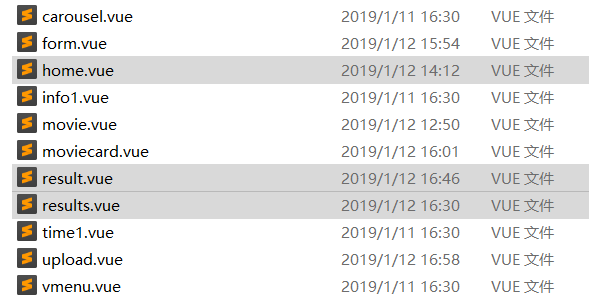 carousel.vue 2019/1/11 16:30 VUE 文件
form.vue 2019/1/12 15:54 VUE 文件
home.vue 2019/1/12 14:12 VUE 文件
info1.vue 2019/1/11 16:30 VUE 文件
movie.vue 2019/1/12 12:50 VUE 文件
moviecard.vue 2019/1/12 16:01 VUE 文件
result.vue 2019/1/12 16:46 VUE 文件
results.vue 2019/1/12 16:30 VUE 文件
time1.vue 2019/1/11 16:30 VUE 文件
upload.vue 2019/1/12 16:58 VUE 文件
vmenu.vue 2019/1/11 16:30 VUE 文件